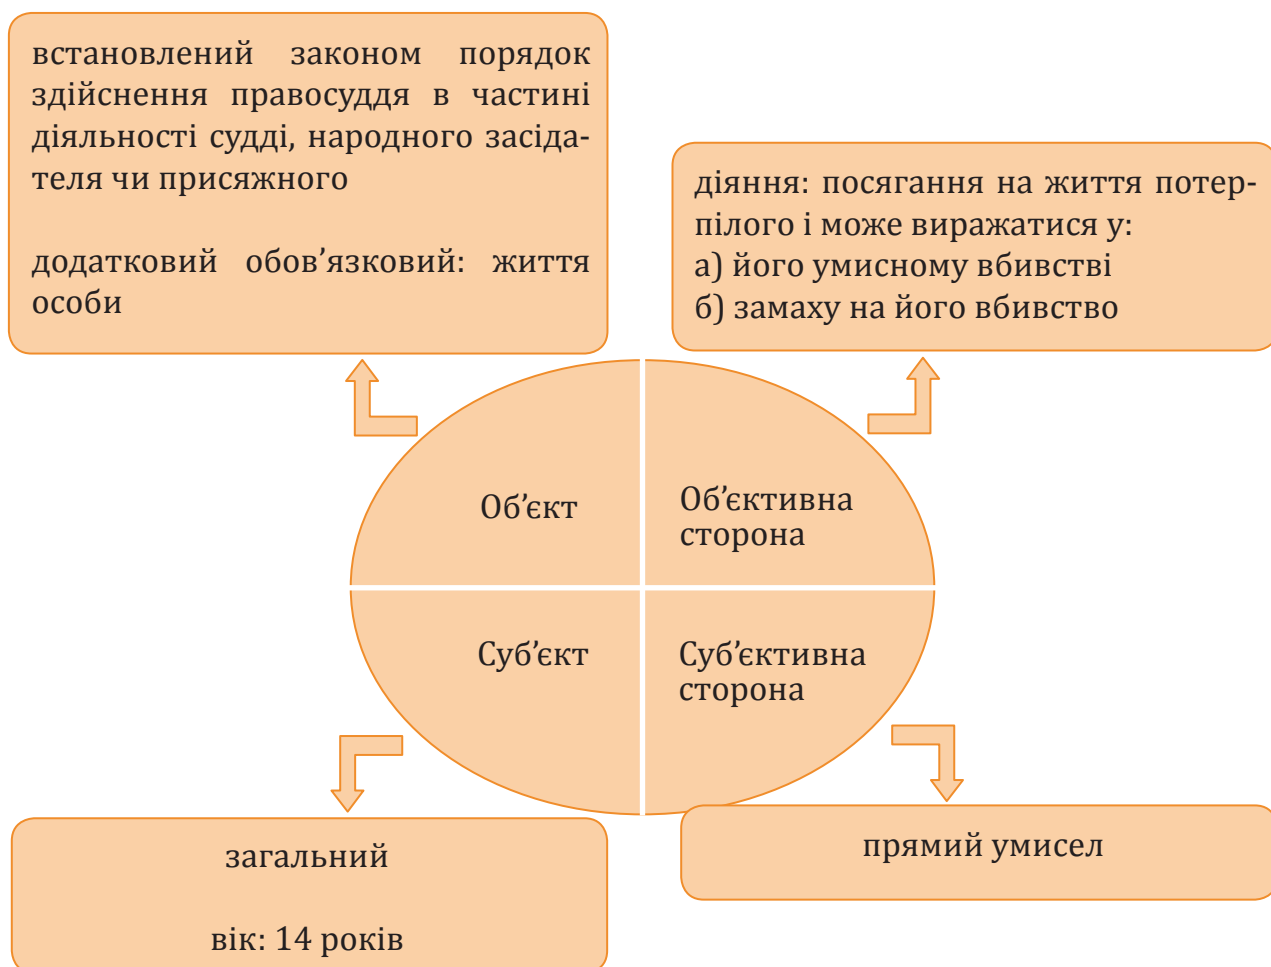 встановлений законом порядок
здійснення правосуддя в частині
діяльності судді, народного засіда-
теля чи присяжного
додатковий обов’язковий: життя
особи
діяння: посягання на життя потер-
пілого і може виражатися у:
а) його умисному вбивстві
б) замаху на його вбивство
Об’єкт
Об’єктивна
сторона
Суб’єкт
Суб’єктивна
сторона
загальний
вік: 14 років
прямий умисел